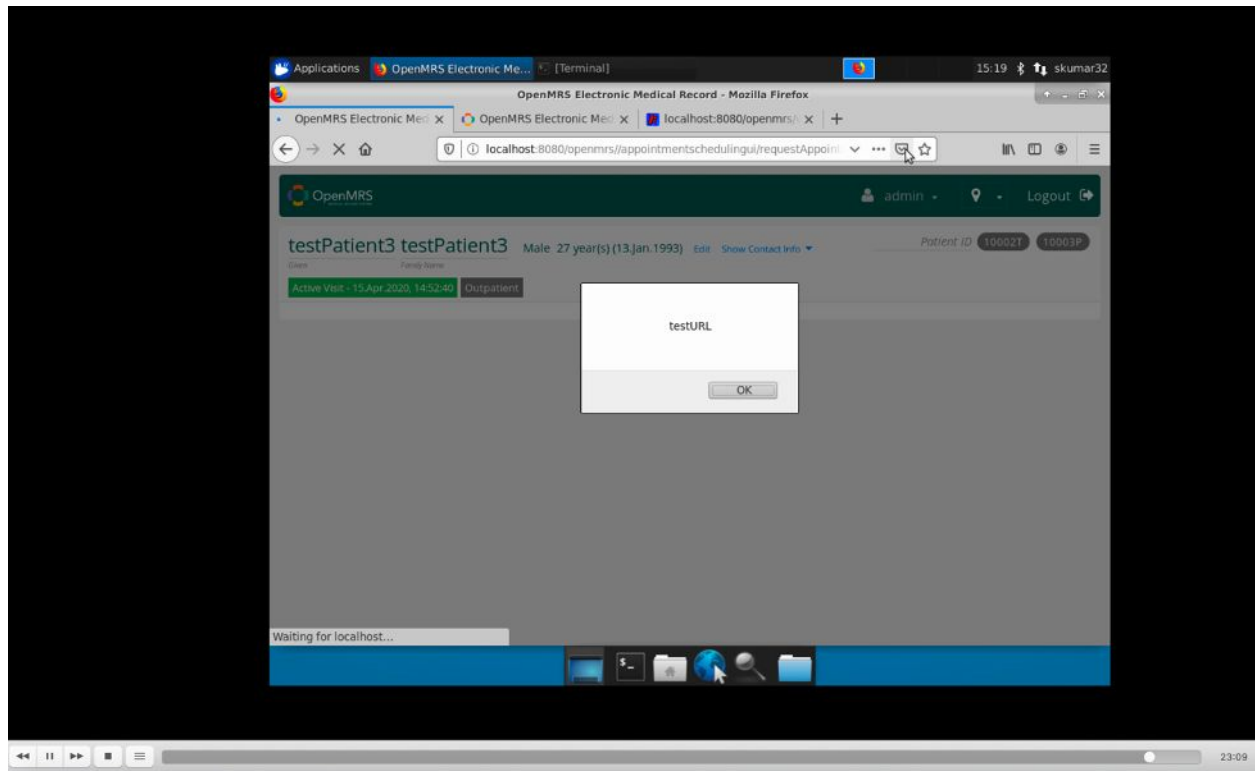 Applications OpenMRS Electronic Me... [Terminal] 15:19 skumar32
OpenMRS Electronic Medical Record - Mozilla Firefox
OpenMRS Electronic Med OpenMRS Electronic Med localhost:8080/openmrs/
localhost:8080/openmrs//appointmentschedulingui/requestAppoin
OpenMRS admin Logout
testPatient3 testPatient3 Male 27 year(s) (13.Jan.1993) Edit Show Contact Info Patient ID 10002T 10003P
Given Family Name
Active Visit - 15.Apr.2020, 14:52:40 Outpatient
testURL
OK
Waiting for localhost...
$_
23:09